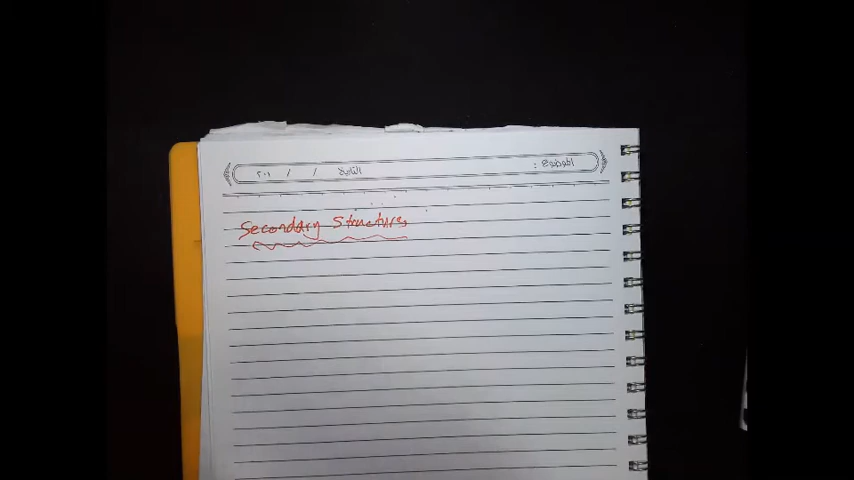 الموضوع :
التاريخ / / ٢٠١
Secondary Structures